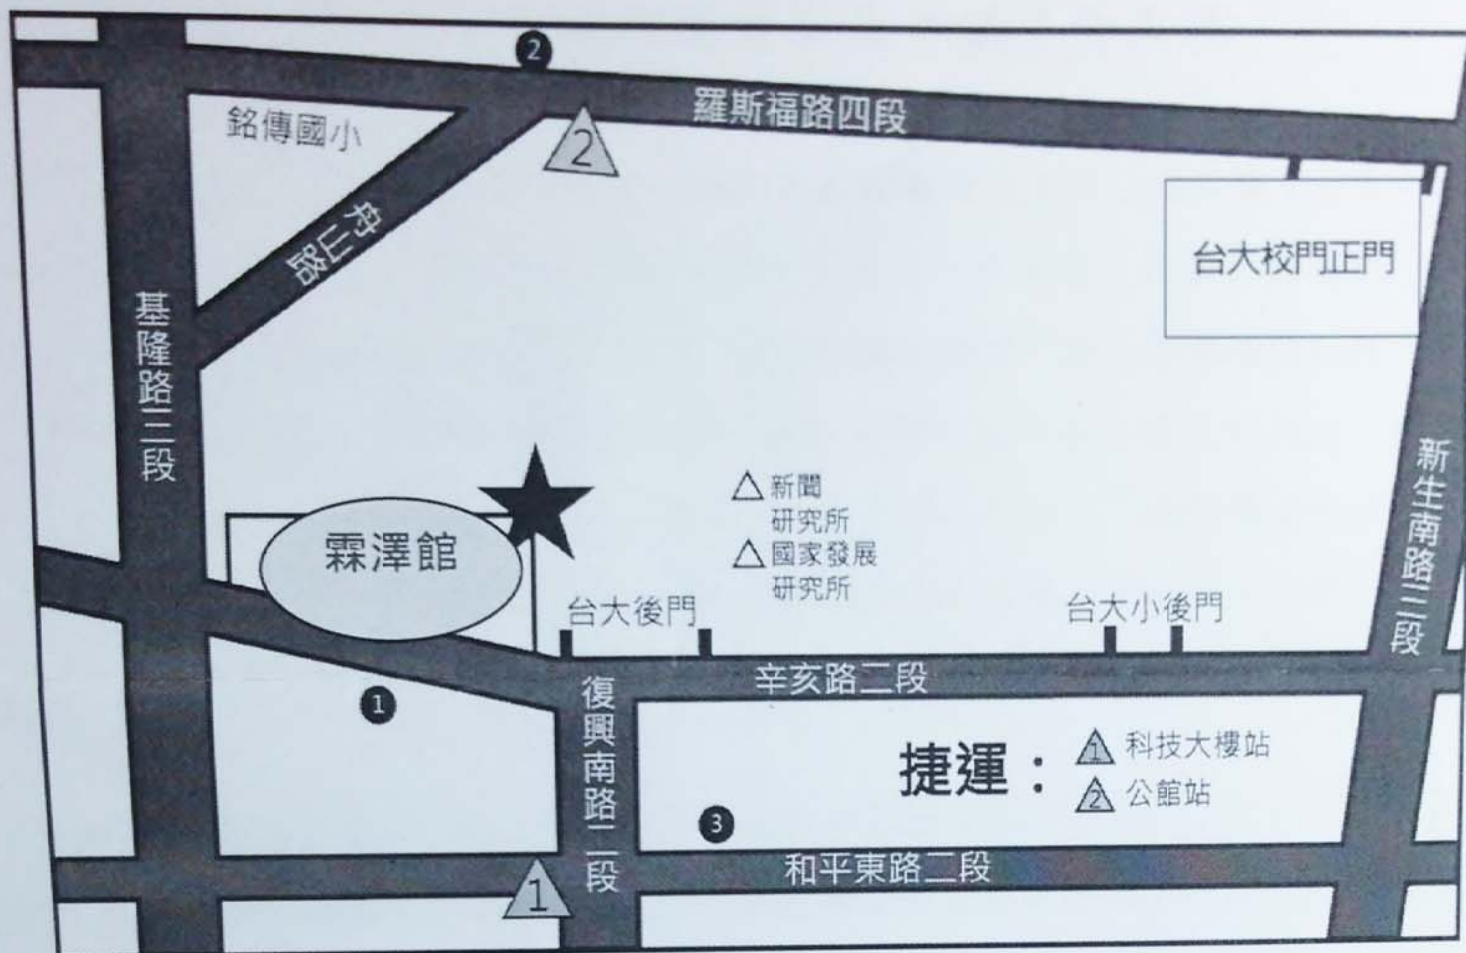 2
羅斯福路四段
銘傳國小
2
舟山路
台大校門正門
基隆路三段
新生南路三段
霖澤館
△新聞
研究所
△國家發展
研究所
台大後門
台大小後門
辛亥路二段
1
復興南路二段
捷運：
1 科技大樓站
2 公館站
3
和平東路二段
1